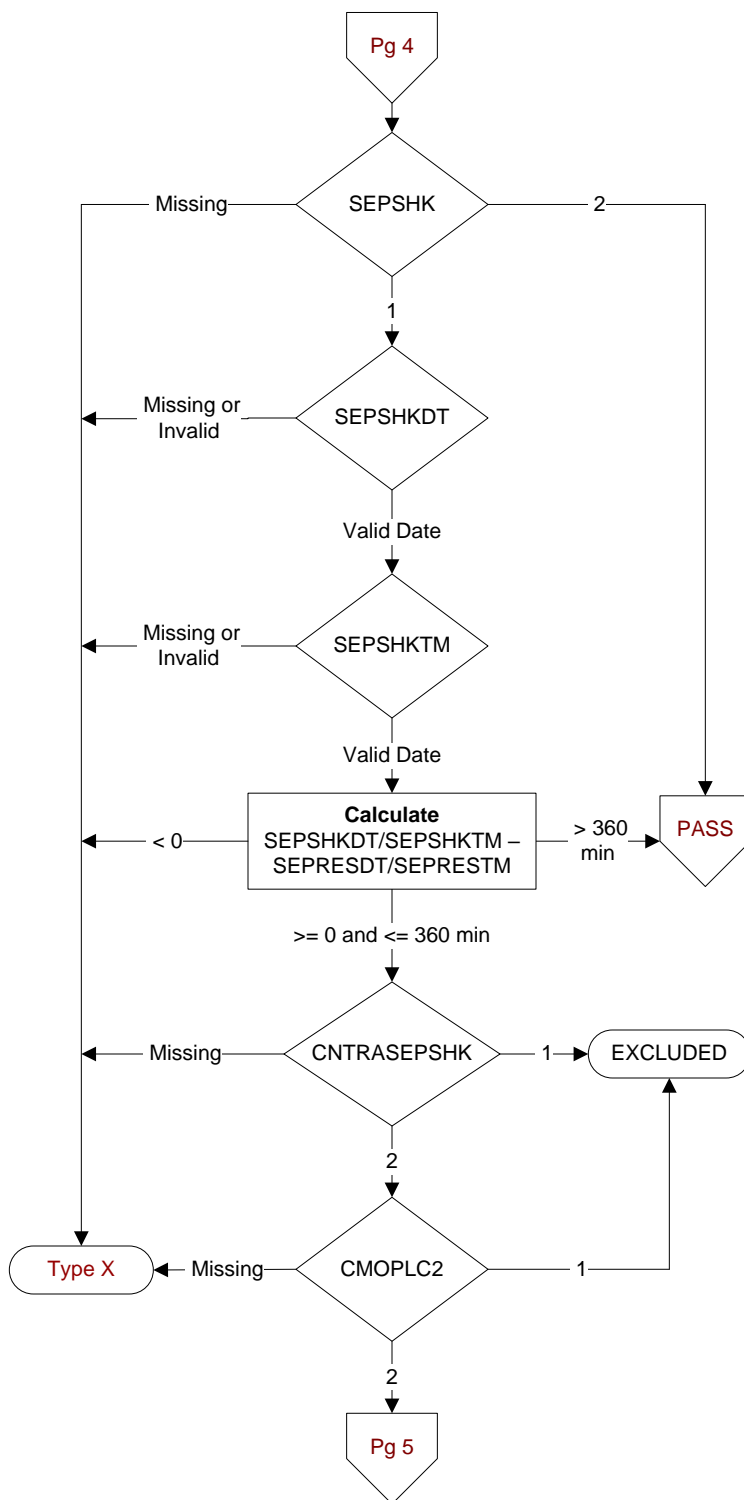 Pg 4
SEPSHK
Missing
2
1
SEPSHKDT
Missing or
Invalid
Valid Date
SEPSHKTM
Missing or
Invalid
Valid Date
Calculate
SEPSHKDT/SEPSHKTM –
SEPRESDT/SEPRESTM
< 0
> 360
min
PASS
>= 0 and <= 360 min
CNTRASEPSHK
Missing
1
EXCLUDED
2
Type X
Missing
CMOPLC2
1
2
Pg 5